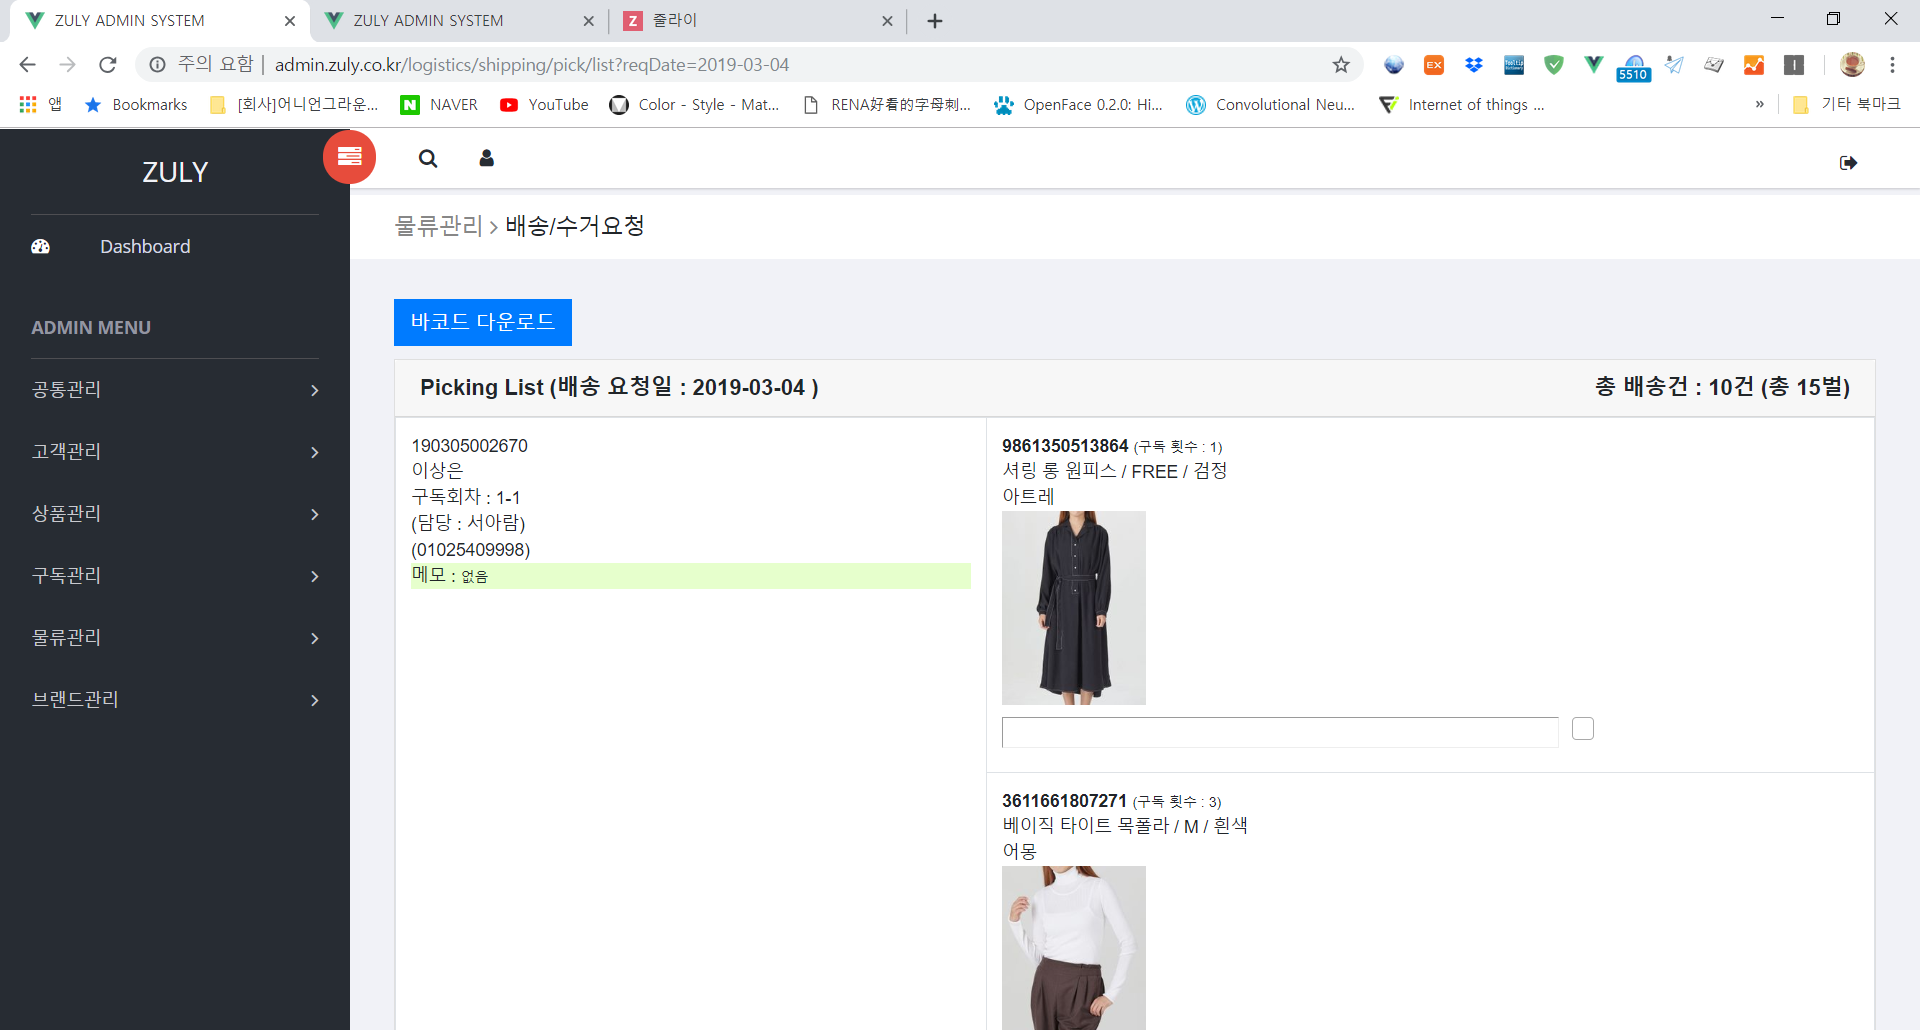 ZULY ADMIN SYSTEM
ZULY ADMIN SYSTEM
Z 줄라이
주의 요함 | admin.zuly.co.kr/logistics/shipping/pick/list?reqDate=2019-03-04
EX
5510
앱
Bookmarks
[회사]어니언그라운...
N NAVER
YouTube
Color - Style - Mat...
RENA好看的字母刺...
OpenFace 0.2.0: Hi...
Convolutional Neu...
Internet of things ...
»
기타 북마크
ZULY
Dashboard
ADMIN MENU
공통관리
고객관리
상품관리
구독관리
물류관리
브랜드관리
물류관리 > 배송/수거요청
바코드 다운로드
Picking List (배송 요청일 : 2019-03-04 )
총 배송건 : 10건 (총 15벌)
190305002670
이상은
구독회차 : 1-1
(담당 : 서아람)
(01025409998)
메모 : 없음
9861350513864 (구독 횟수 : 1)
셔링 롱 원피스 / FREE / 검정
아트레
3611661807271 (구독 횟수 : 3)
베이직 타이트 목폴라 / M / 흰색
어몽